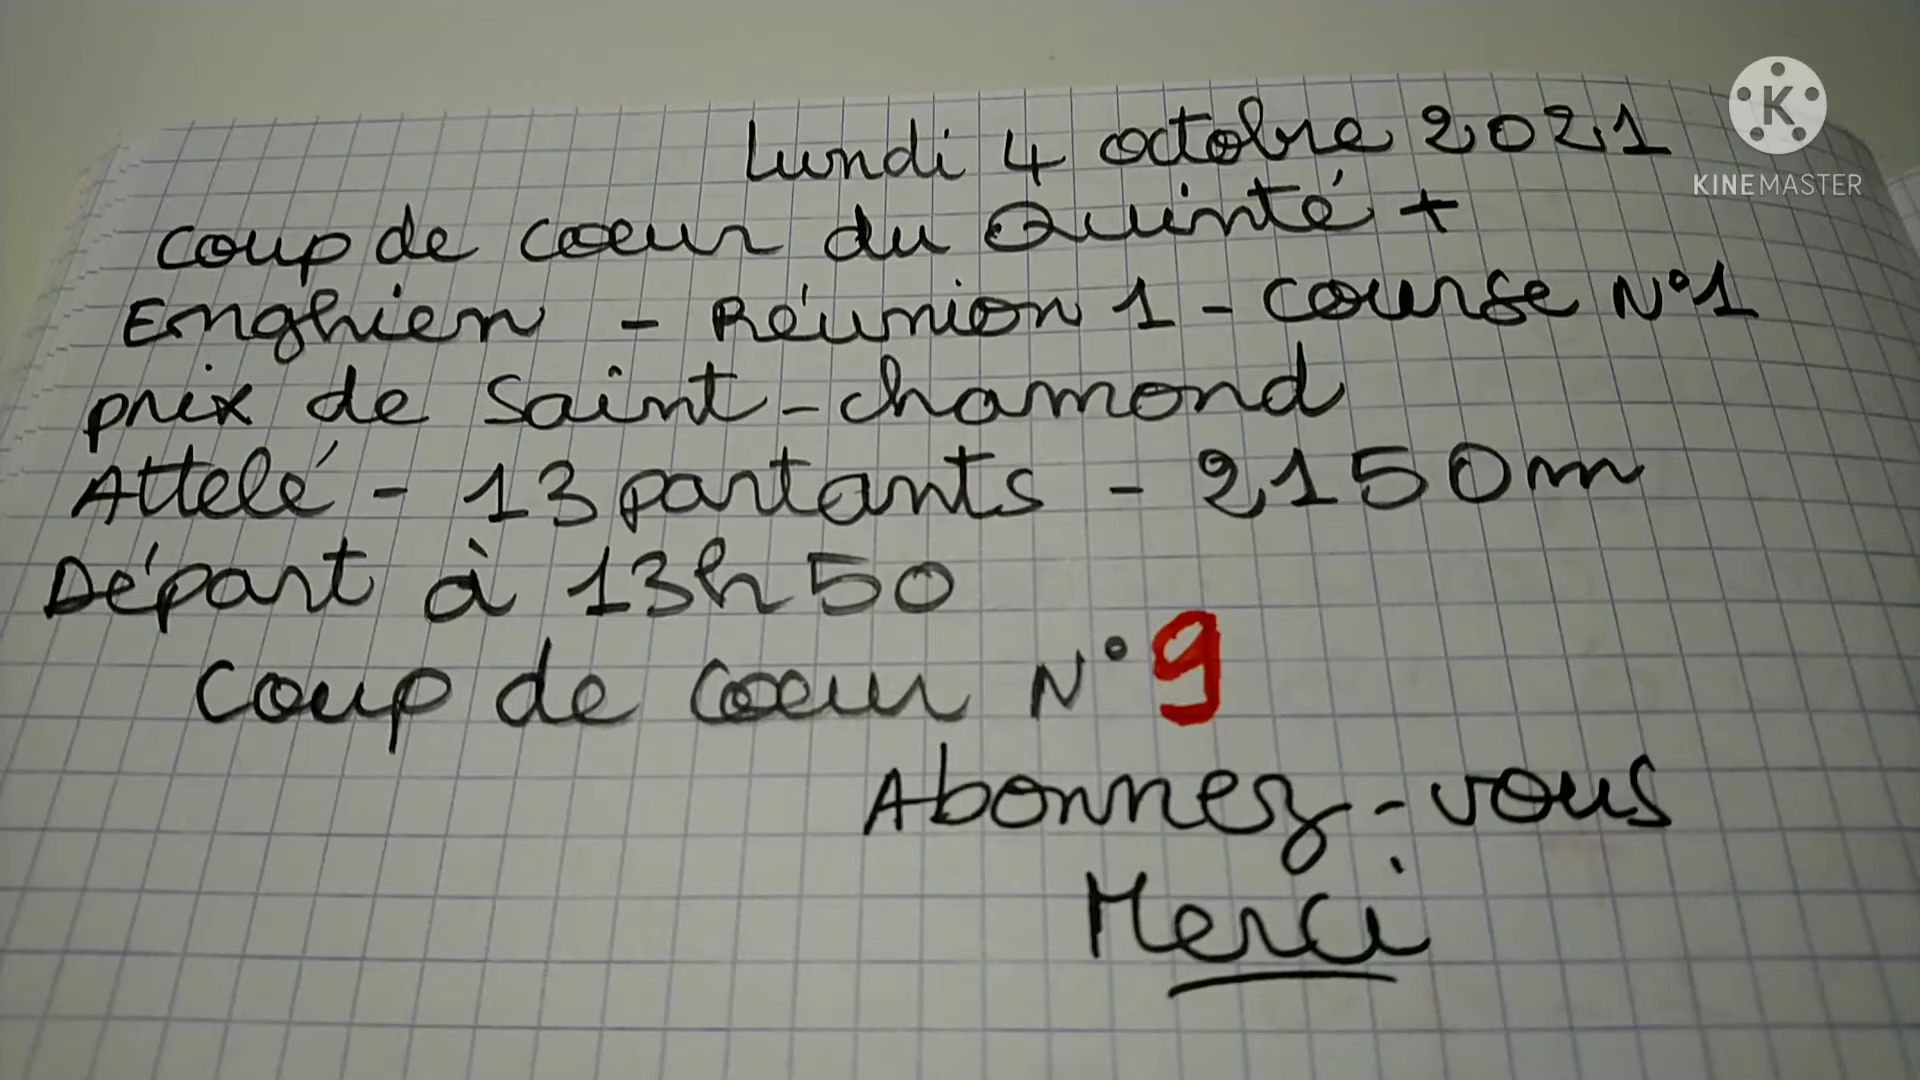 Lundi 4 octobre 2021
coup de coeur du Quinté +
Enghien - Réunion 1 - course N°1
prix de Saint-chamond
Attelé - 13 partants - 2150m
Départ à 13h50
Coup de coeur N° 9
Abonnez-vous
Merci
K
KINEMASTER